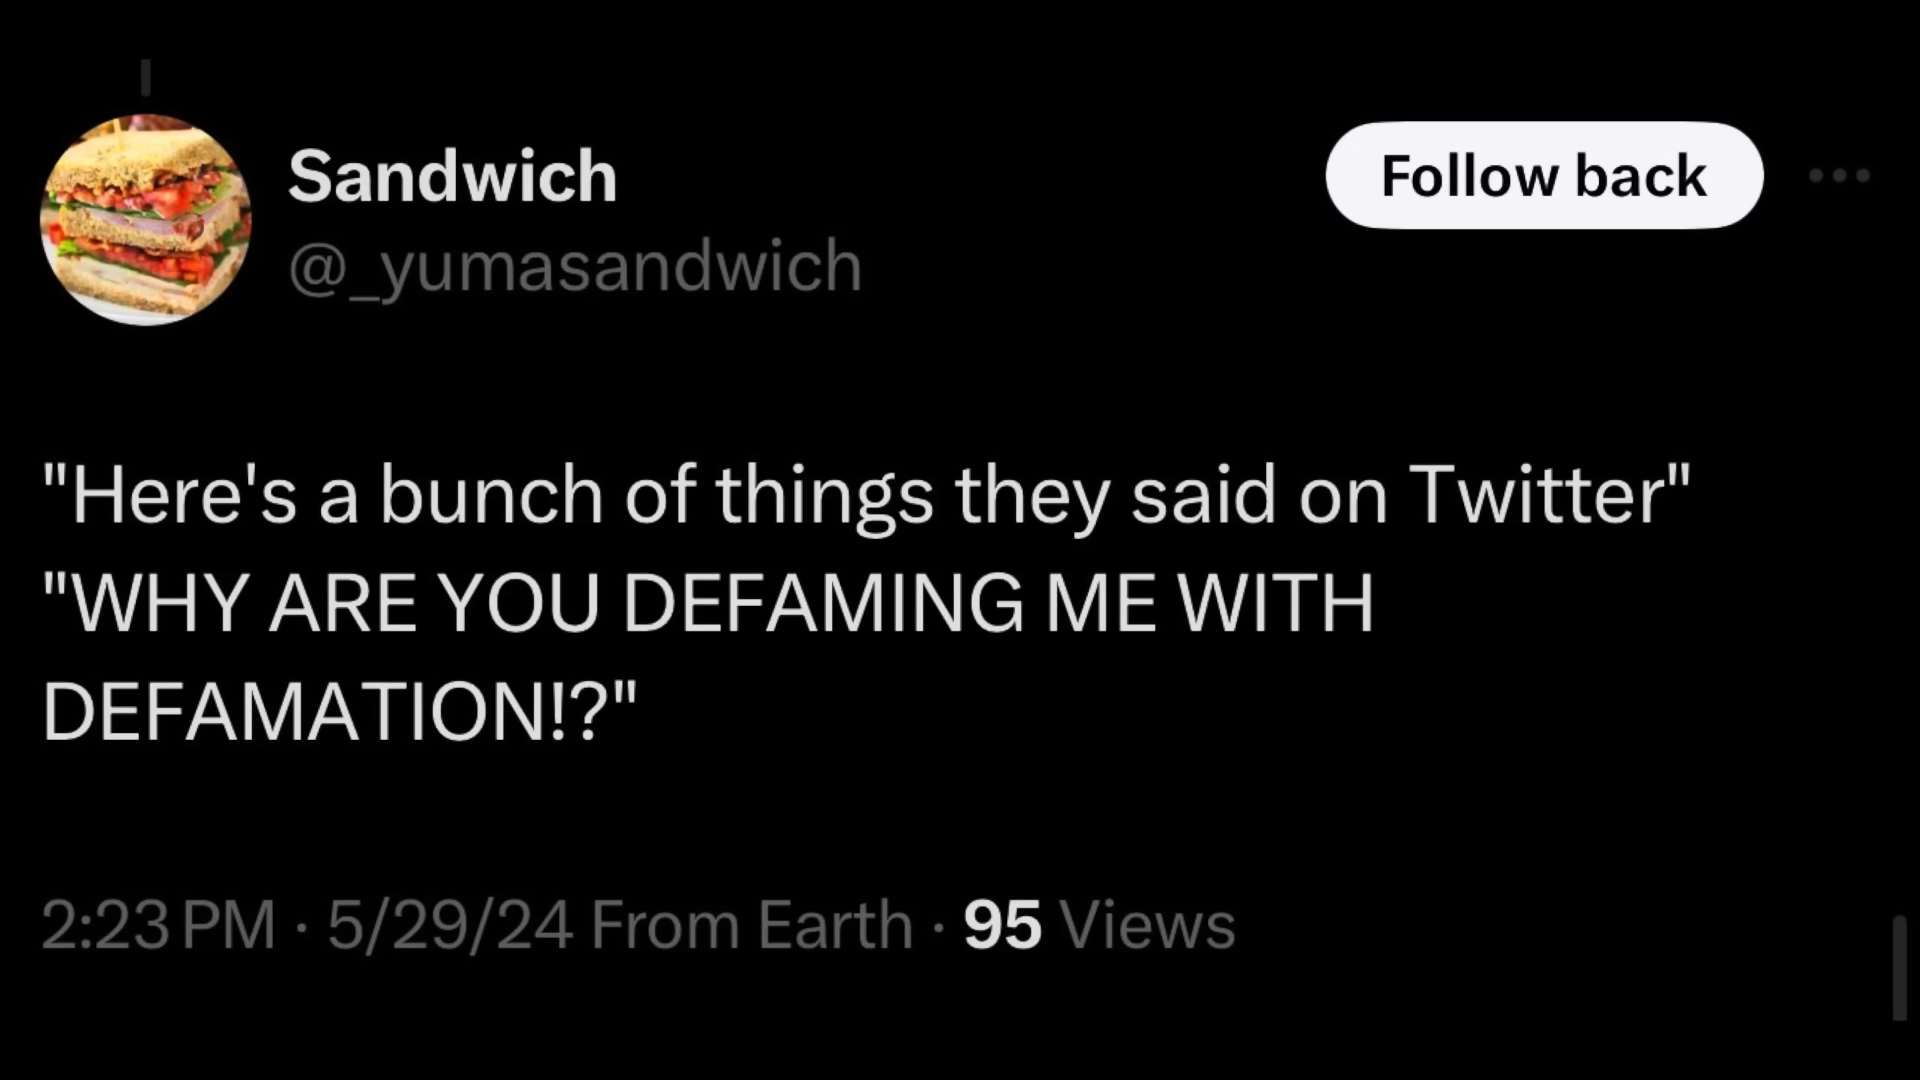 Sandwich
Follow back
@_yumasandwich
"Here's a bunch of things they said on Twitter"
"WHY ARE YOU DEFAMING ME WITH
DEFAMATION!?"
2:23 PM · 5/29/24 From Earth · 95 Views